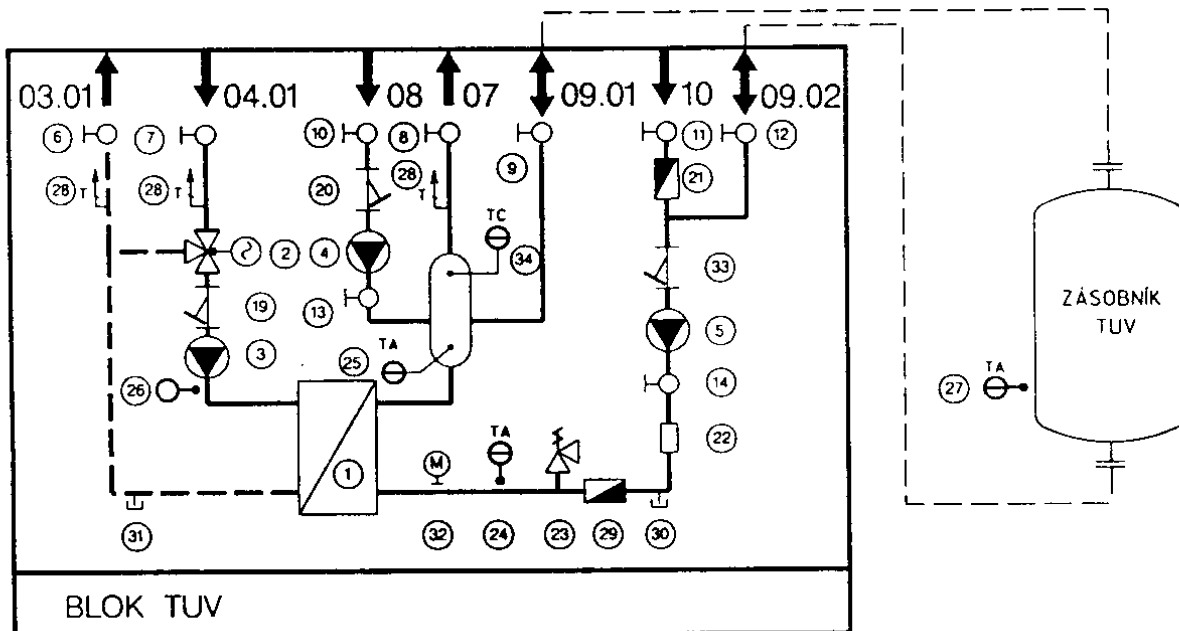 03.01 04.01 08 07 09.01 10 09.02
6 7 10 8 9 11 12
28 T 28 T 20 28 T 21
TC
2 4 34 33
ZÁSOBNÍK
TUV
19 13 5
3 25 TA
26 14 TA
27
22
1 M TA
31 32 24 23 29 30
BLOK TUV